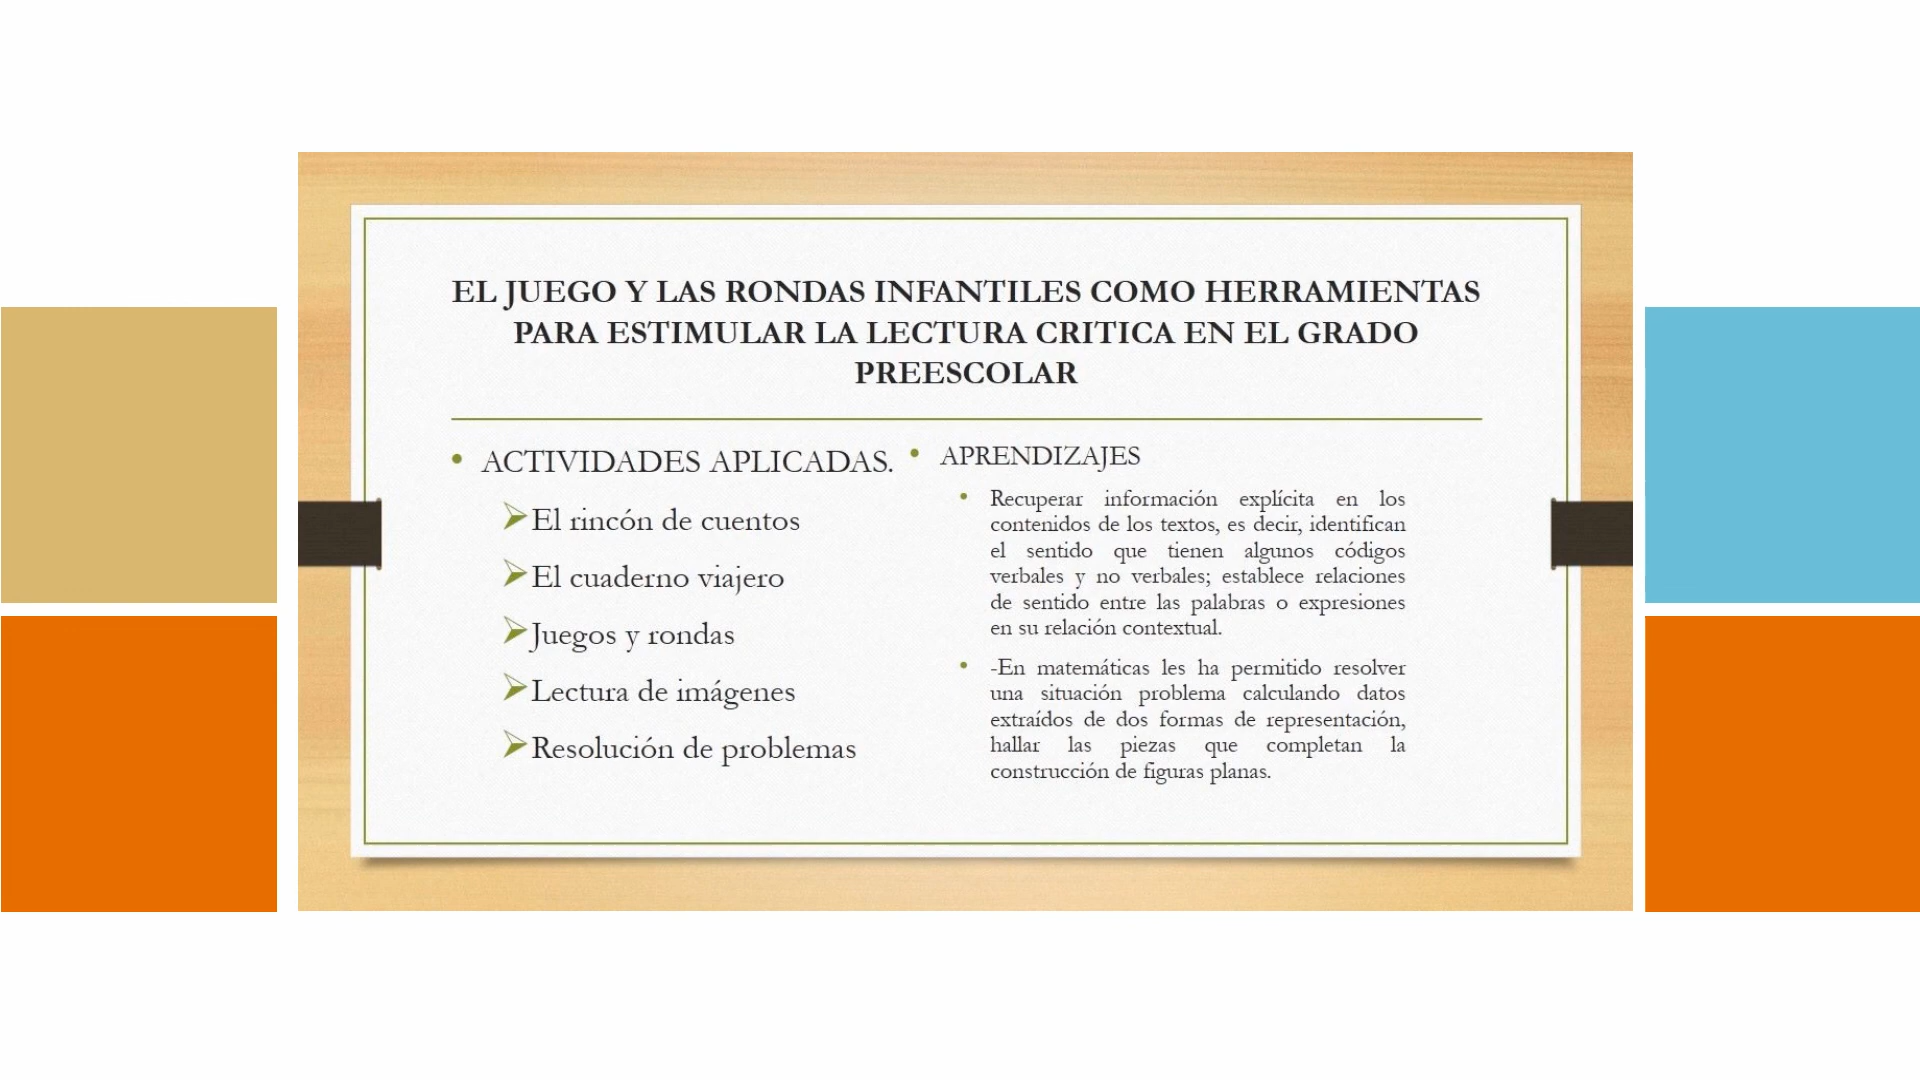 EL JUEGO Y LAS RONDAS INFANTILES COMO HERRAMIENTAS
PARA ESTIMULAR LA LECTURA CRITICA EN EL GRADO
PREESCOLAR
• ACTIVIDADES APLICADAS.
El rincón de cuentos
El cuaderno viajero
Juegos y rondas
Lectura de imágenes
Resolución de problemas
• APRENDIZAJES
• Recuperar información explícita en los
contenidos de los textos, es decir, identifican
el sentido que tienen algunos códigos
verbales y no verbales; establece relaciones
de sentido entre las palabras o expresiones
en su relación contextual.
• -En matemáticas les ha permitido resolver
una situación problema calculando datos
extraídos de dos formas de representación,
hallar las piezas que completan la
construcción de figuras planas.